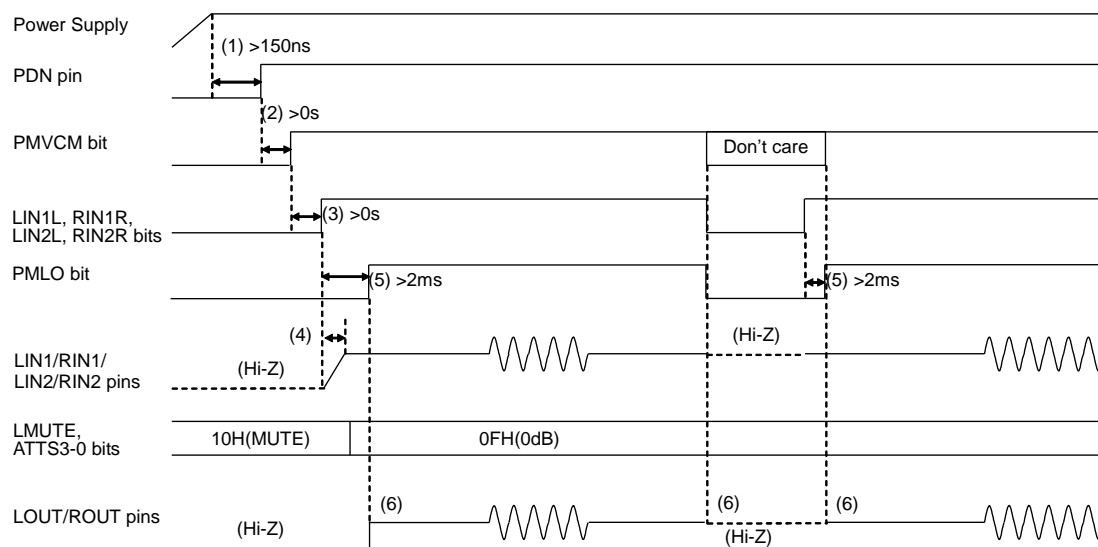 Power Supply
(1) >150ns
PDN pin
(2) >0s
PMVCM bit
Don't care
LIN1L, RIN1R,
LIN2L, RIN2R bits
(3) >0s
PMLO bit
(5) >2ms
(5) >2ms
(4)
(Hi-Z)
LIN1/RIN1/
LIN2/RIN2 pins
(Hi-Z)
LMUTE,
ATTS3-0 bits
10H(MUTE)
0FH(0dB)
(6)
(6)
(6)
LOUT/ROUT pins
(Hi-Z)
(Hi-Z)